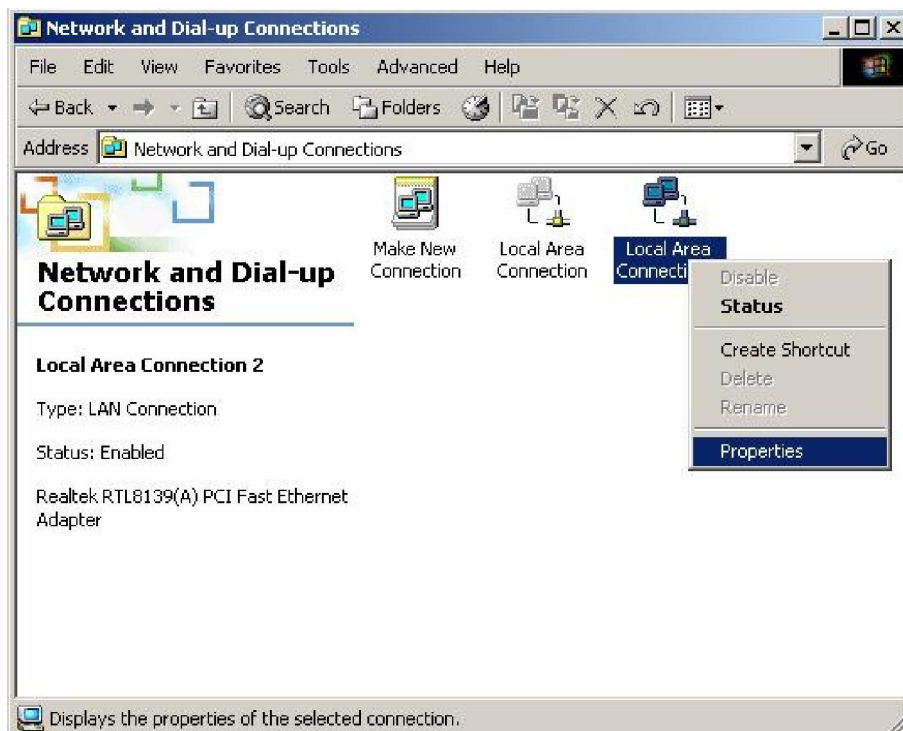 Network and Dial-up Connections
File Edit View Favorites Tools Advanced Help
Back Search Folders
Address Network and Dial-up Connections Go
Make New
Connection
Local Area
Connection
Local Area
Disable
Status
Create Shortcut
Delete
Rename
Properties
Network and Dial-up
Connections
Local Area Connection 2
Type: LAN Connection
Status: Enabled
Realtek RTL8139(A) PCI Fast Ethernet
Adapter
Displays the properties of the selected connection.